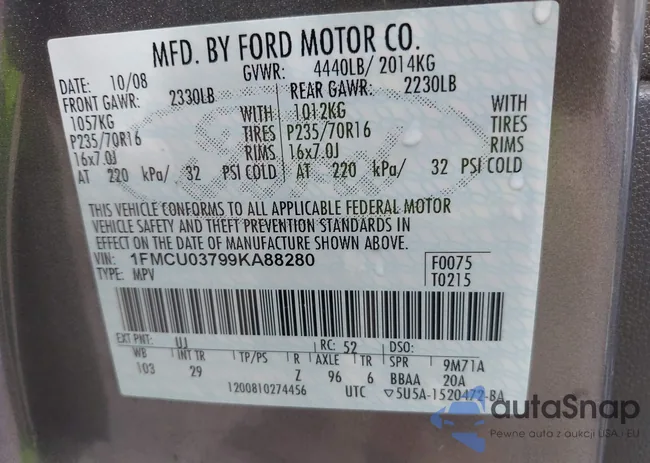 MFD. BY FORD MOTOR CO.
DATE: 10/08 GVWR: 4440LB/ 2014KG
FRONT GAWR: 2330LB REAR GAWR: 2230LB
1057KG WITH 1012KG WITH
P235/70R16 TIRES P235/70R16 TIRES
16x7.0J RIMS 16x7.0J RIMS
AT 220 kPa/ 32 PSI COLD AT 220 kPa/ 32 PSI COLD
THIS VEHICLE CONFORMS TO ALL APPLICABLE FEDERAL MOTOR
VEHICLE SAFETY AND THEFT PREVENTION STANDARDS IN
EFFECT ON THE DATE OF MANUFACTURE SHOWN ABOVE.
VIN: 1FMCU03799KA88280 F0075
TYPE: MPV T0215
EXT PNT: UJ RC: 52 DSO:
WB INT TR TP/PS R AXLE TR SPR 9M71A
103 29 Z 96 6 BBAA 20A
1200810274456 UTC ▽5U5A-1520472-BA
autoSnap
Pewne auto z aukcji USA i EU